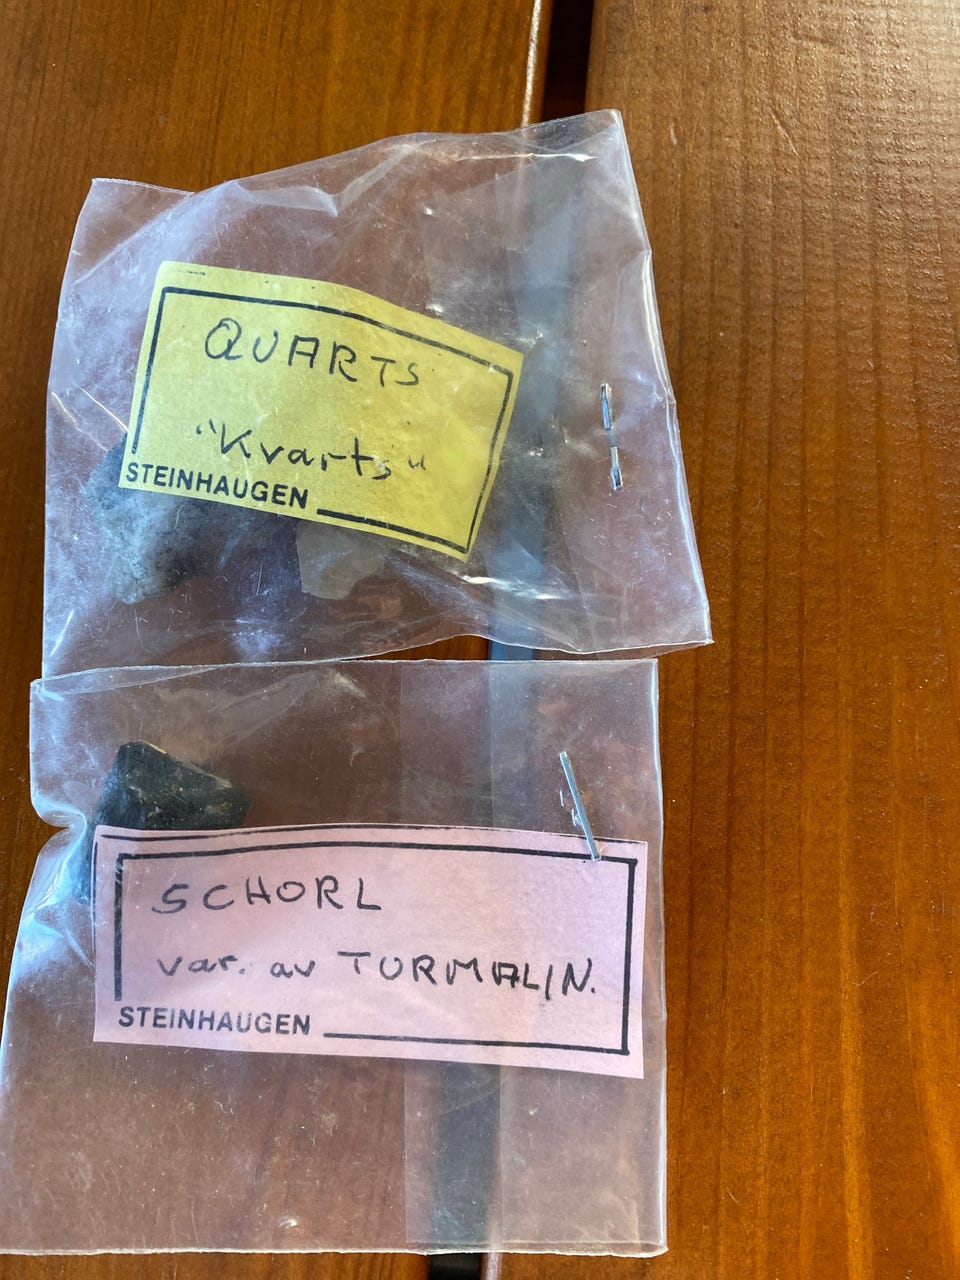 QUARTS
"Kvarts"
STEINHAUGEN
SCHORL
var. av TURMALIN.
STEINHAUGEN